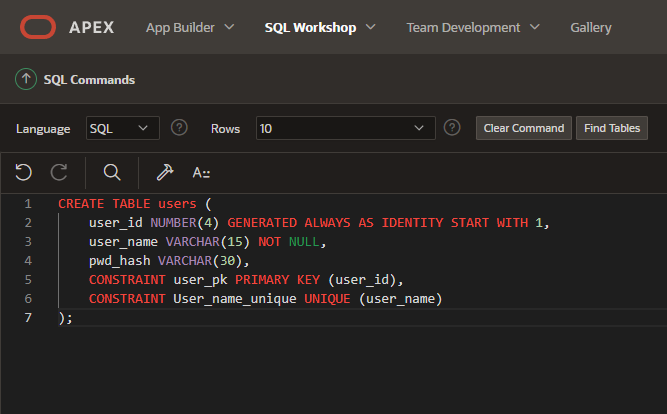 APEX App Builder SQL Workshop Team Development Gallery
SQL Commands
Language SQL ? Rows 10 ? Clear Command Find Tables
A::
1 CREATE TABLE users (
2 user_id NUMBER(4) GENERATED ALWAYS AS IDENTITY START WITH 1,
3 user_name VARCHAR(15) NOT NULL,
4 pwd_hash VARCHAR(30),
5 CONSTRAINT user_pk PRIMARY KEY (user_id),
6 CONSTRAINT User_name_unique UNIQUE (user_name)
7 );